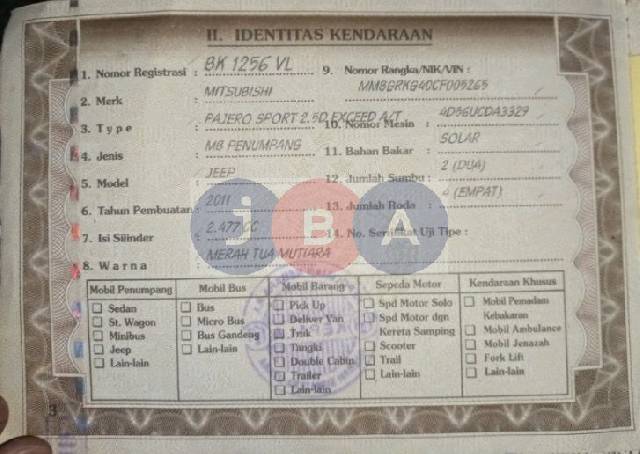 II. IDENTITAS KENDARAAN
1. Nomor Registrasi : BK 1256 VL
2. Merk : MITSUBISHI
3. Type : PAJERO SPORT 2.5D EXCEED A/T
4. Jenis : MB PENUMPANG
5. Model : JEEP
6. Tahun Pembuatan : 2011
7. Isi Silinder : 2.477 CC
8. Warna : MERAH TUA MUTIARA
9. Nomor Rangka/NIK/VIN :
MMBGRKG40CF005265
10. Nomor Mesin : 4D56UCDA3329
11. Bahan Bakar : SOLAR
12. Jumlah Sumbu : 2 (DUA)
13. Jumlah Roda : 4 (EMPAT)
14. No. Sertifikat Uji Tipe :
iBA
Mobil Penumpang
Sedan
St. Wagon
Minibus
Jeep
Lain-lain
Mobil Bus
Bus
Micro Bus
Bus Gandeng
Lain-lain
Mobil Barang
Pick Up
Deliver Van
Truk
Tangki
Double Cabin
Trailer
Lain-lain
Sepeda Motor
Spd Motor Solo
Spd Motor dgn
Kereta Samping
Scooter
Trail
Lain-lain
Kendaraan Khusus
Mobil Pemadam
Kebakaran
Mobil Ambulance
Mobil Jenazah
Fork Lift
Lain-lain
3